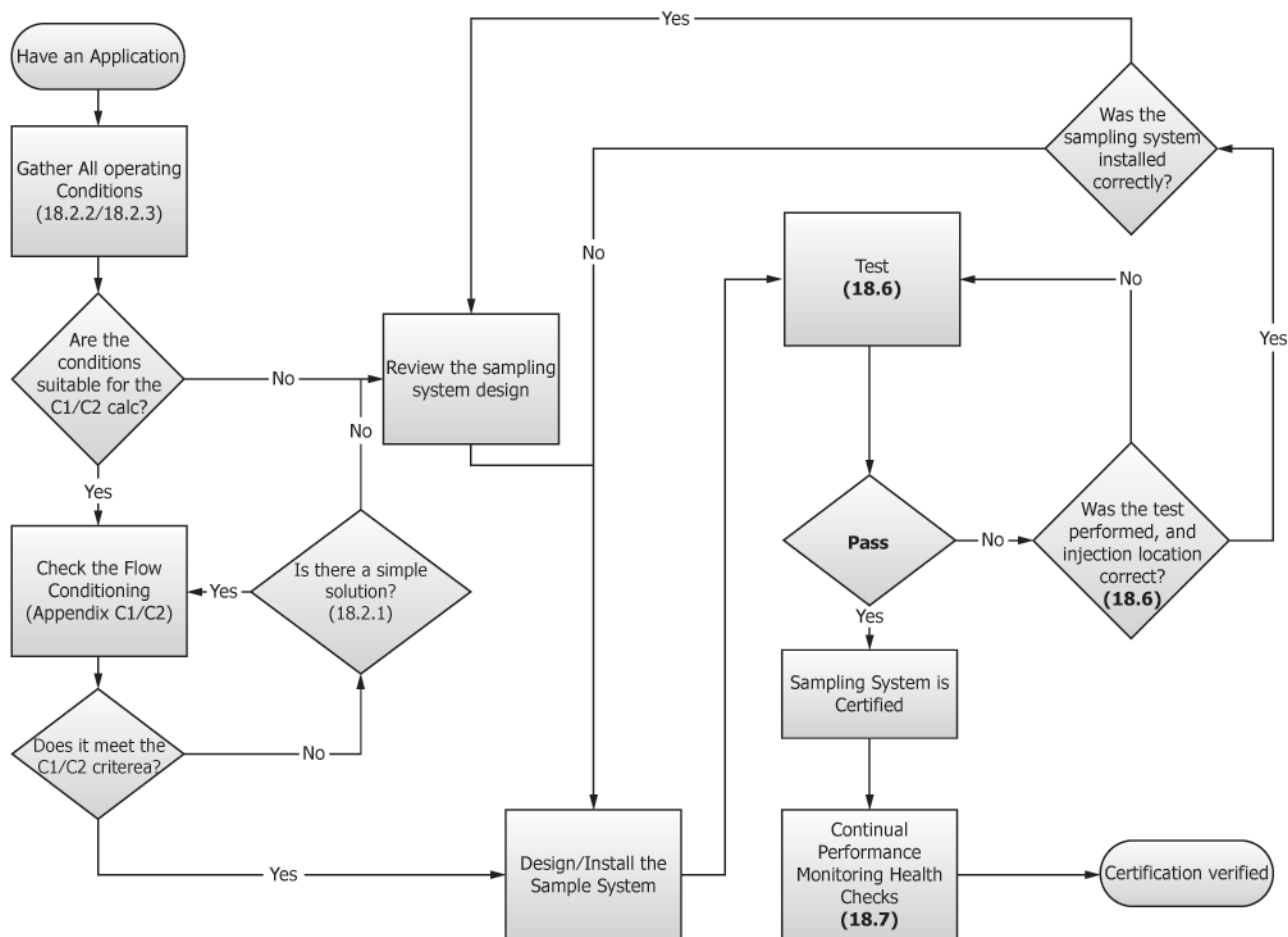 Have an Application
Gather All operating
Conditions
(18.2.2/18.2.3)
Are the
conditions
suitable for the
C1/C2 calc?
No
Yes
Check the Flow
Conditioning
(Appendix C1/C2)
Yes
Is there a simple
solution?
(18.2.1)
No
Does it meet the
C1/C2 criterea?
No
Yes
Review the sampling
system design
Design/Install the
Sample System
Yes
No
Was the
sampling system
installed
correctly?
Test
(18.6)
No
Yes
Pass
No
Was the test
performed, and
injection location
correct?
(18.6)
Yes
Sampling System is
Certified
Continual
Performance
Monitoring Health
Checks
(18.7)
Certification verified